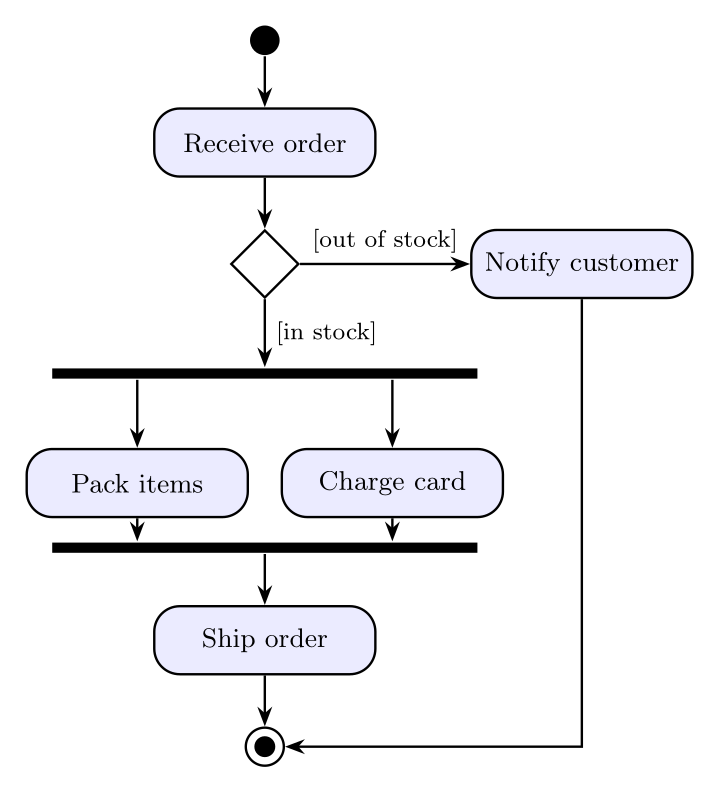 Receive order
[out of stock]
Notify customer
[in stock]
Pack items
Charge card
Ship order